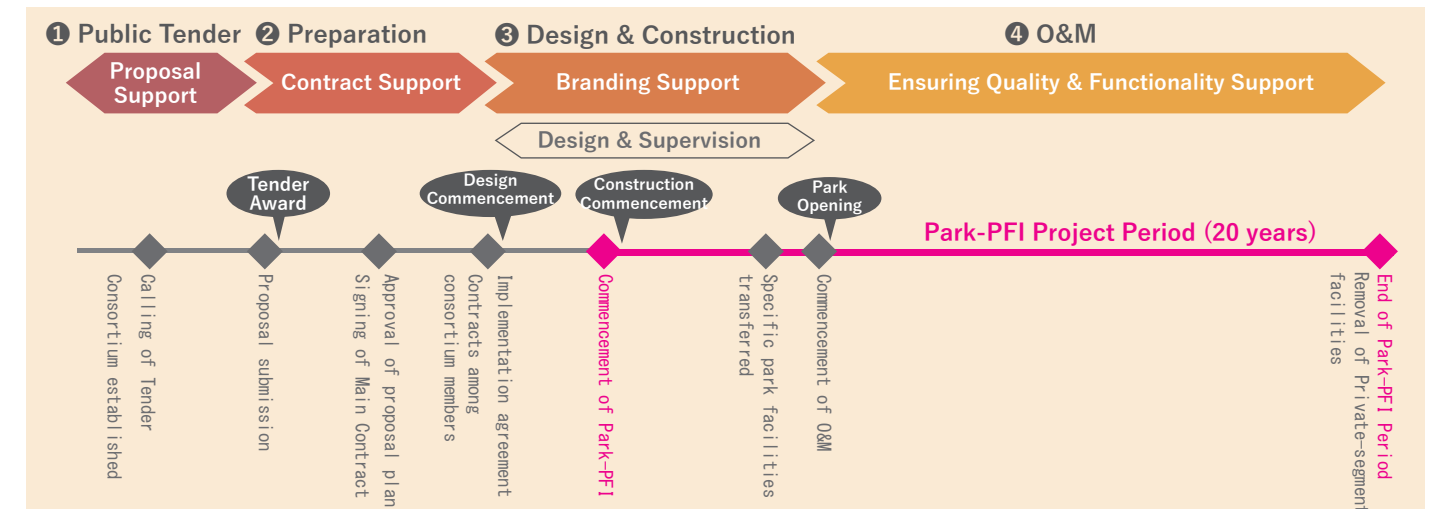 ❶ Public Tender
❷ Preparation
❸ Design & Construction
❹ O&M
Proposal
Support
Contract Support
Branding Support
Ensuring Quality & Functionality Support
Design & Supervision
Tender
Award
Design
Commencement
Construction
Commencement
Park
Opening
Park-PFI Project Period (20 years)
Consortium established
Calling of Tender
Proposal submission
Signing of Main Contract
Approval of proposal plan
Contracts among
consortium members
Implementation agreement
Commencement of Park-PFI
Specific park facilities
transferred
Commencement of O&M
End of Park-PFI Period
Removal of Private-segment
facilities